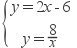 y = 2x - 6
y = 8/x